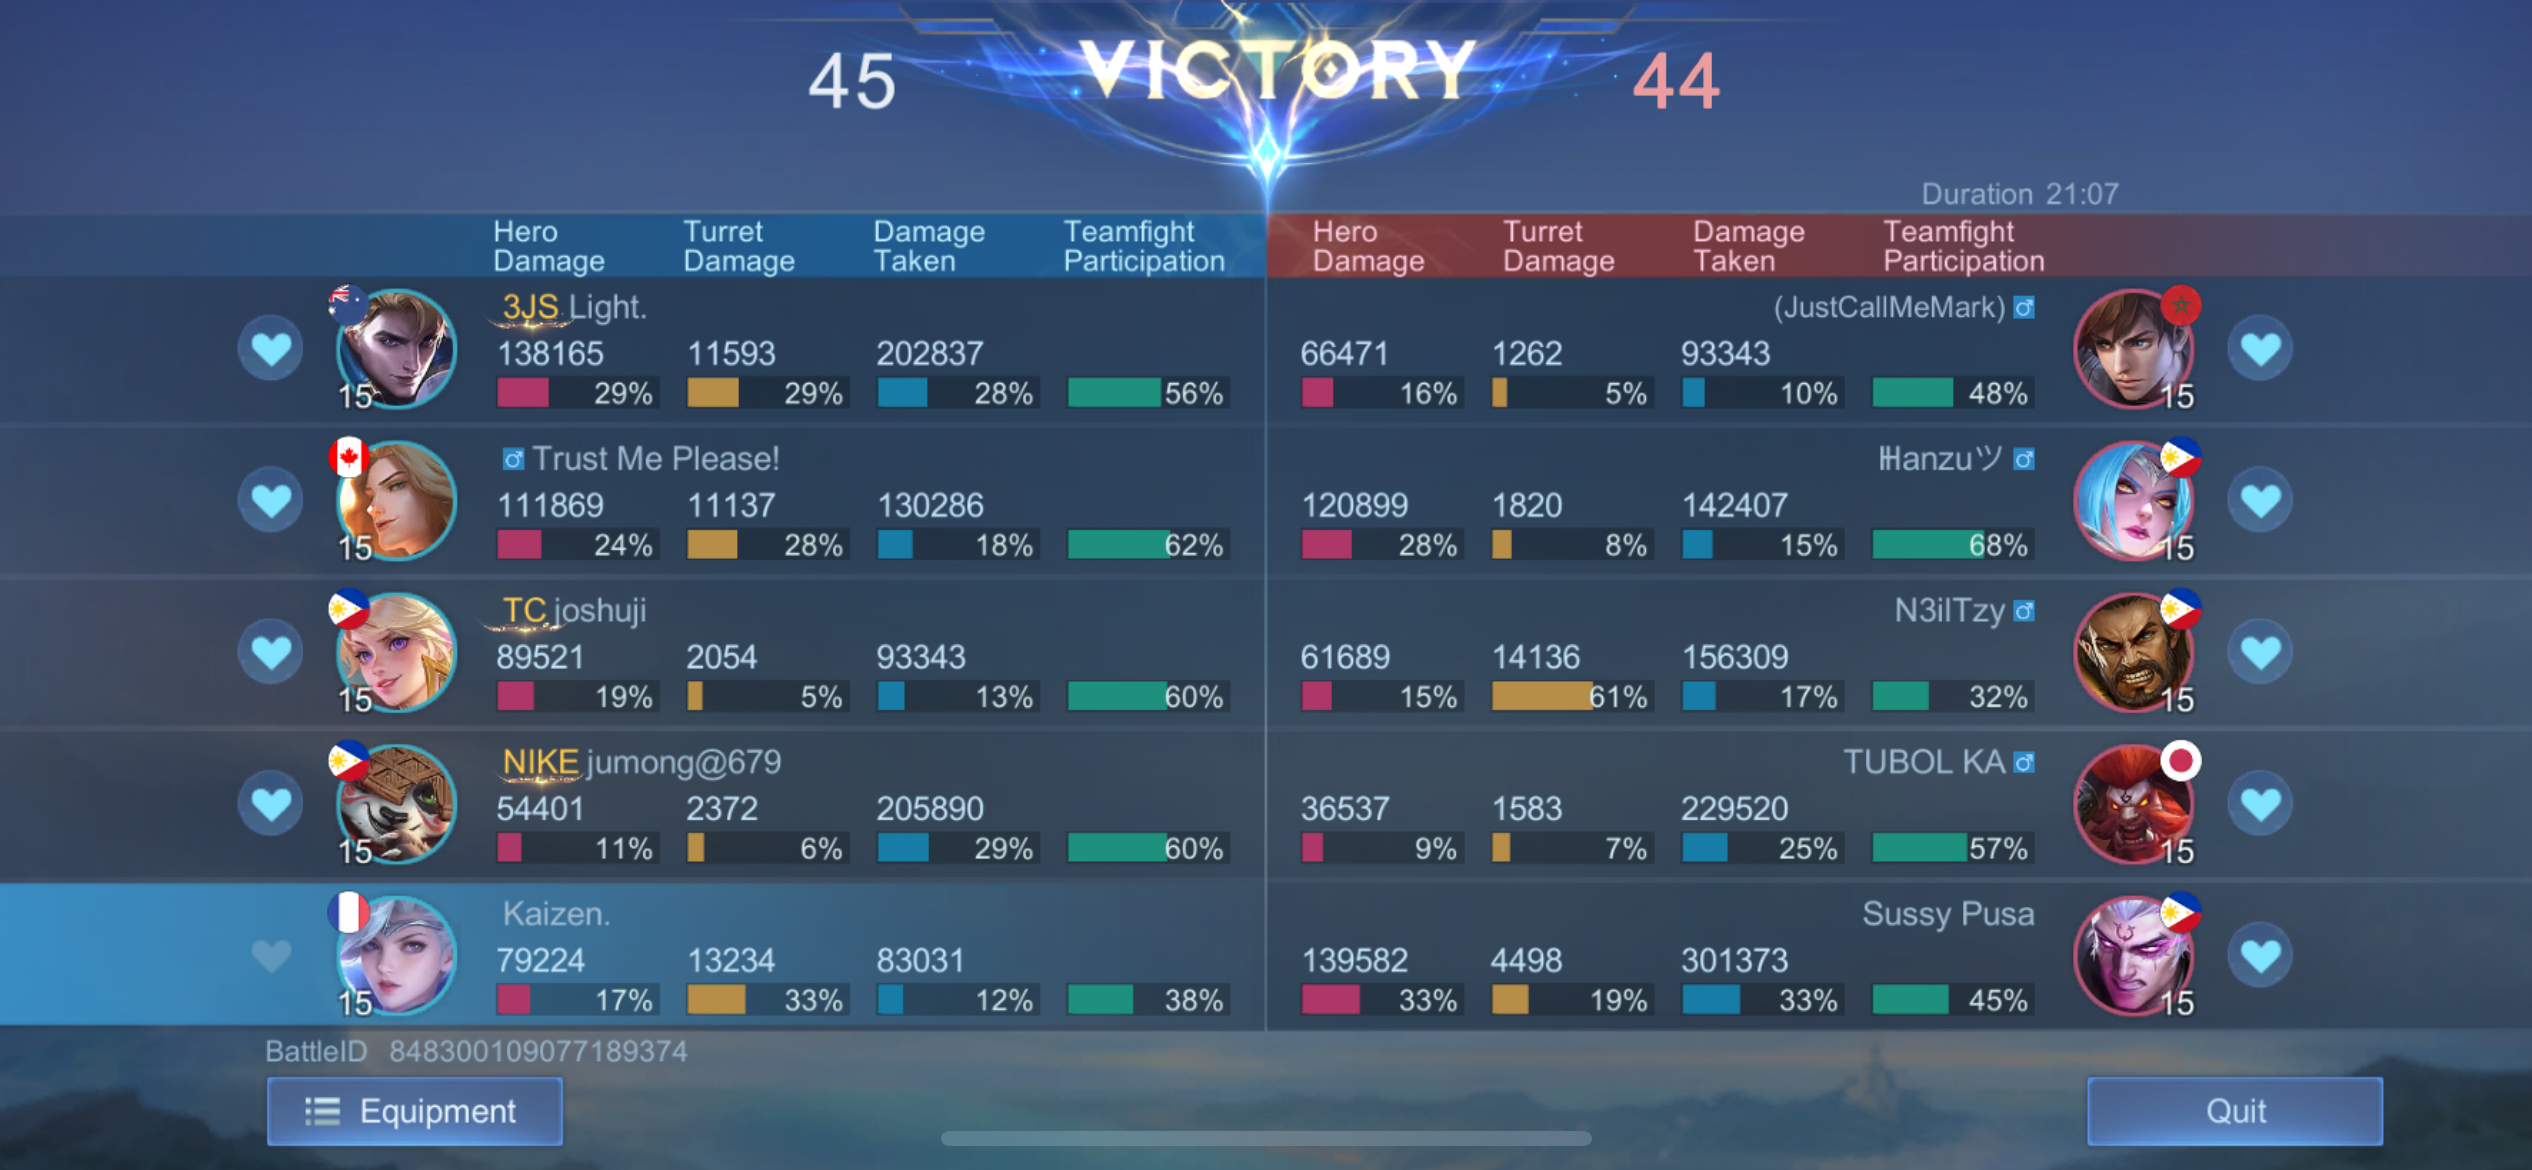 45 VICTORY 44
Duration 21:07
Hero Damage Turret Damage Damage Taken Teamfight Participation Hero Damage Turret Damage Damage Taken Teamfight Participation
3JS Light. (JustCallMeMark) ♂
138165 11593 202837 66471 1262 93343
15 29% 29% 28% 56% 16% 5% 10% 48% 15
♂ Trust Me Please! Hanzuツ ♂
111869 11137 130286 120899 1820 142407
15 24% 28% 18% 62% 28% 8% 15% 68% 15
TC joshuji N3ilTzy ♂
89521 2054 93343 61689 14136 156309
15 19% 5% 13% 60% 15% 61% 17% 32% 15
NIKE jumong@679 TUBOL KA ♂
54401 2372 205890 36537 1583 229520
15 11% 6% 29% 60% 9% 7% 25% 57% 15
Kaizen. Sussy Pusa
79224 13234 83031 139582 4498 301373
15 17% 33% 12% 38% 33% 19% 33% 45% 15
BattleID 848300109077189374
Equipment Quit